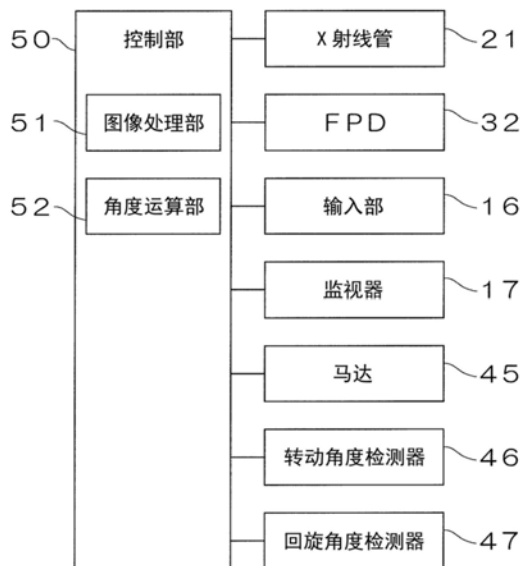 50 控制部 X射线管 21
51 图像处理部 FPD 32
52 角度运算部 输入部 16
监视器 17
马达 45
转动角度检测器 46
回旋角度检测器 47